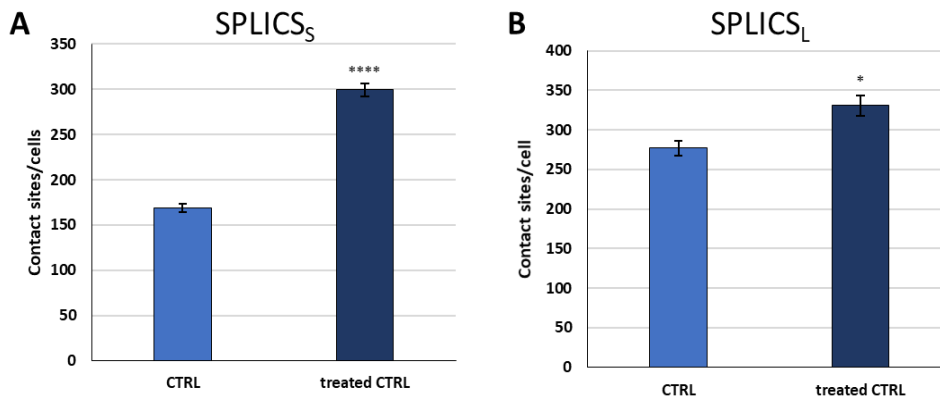 A
SPLICSS
Contact sites/cells
350
300
250
200
150
100
50
0
****
CTRL
treated CTRL
B
SPLICSL
Contact sites/cell
400
350
300
250
200
150
100
50
0
*
CTRL
treated CTRL